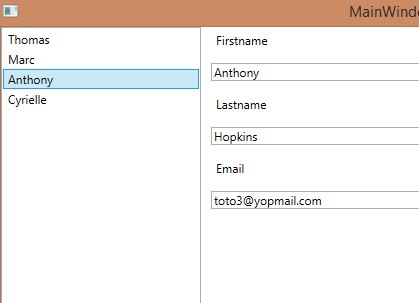 MainWindo
Thomas
Marc
Anthony
Cyrielle
Firstname
Anthony
Lastname
Hopkins
Email
toto3@yopmail.com